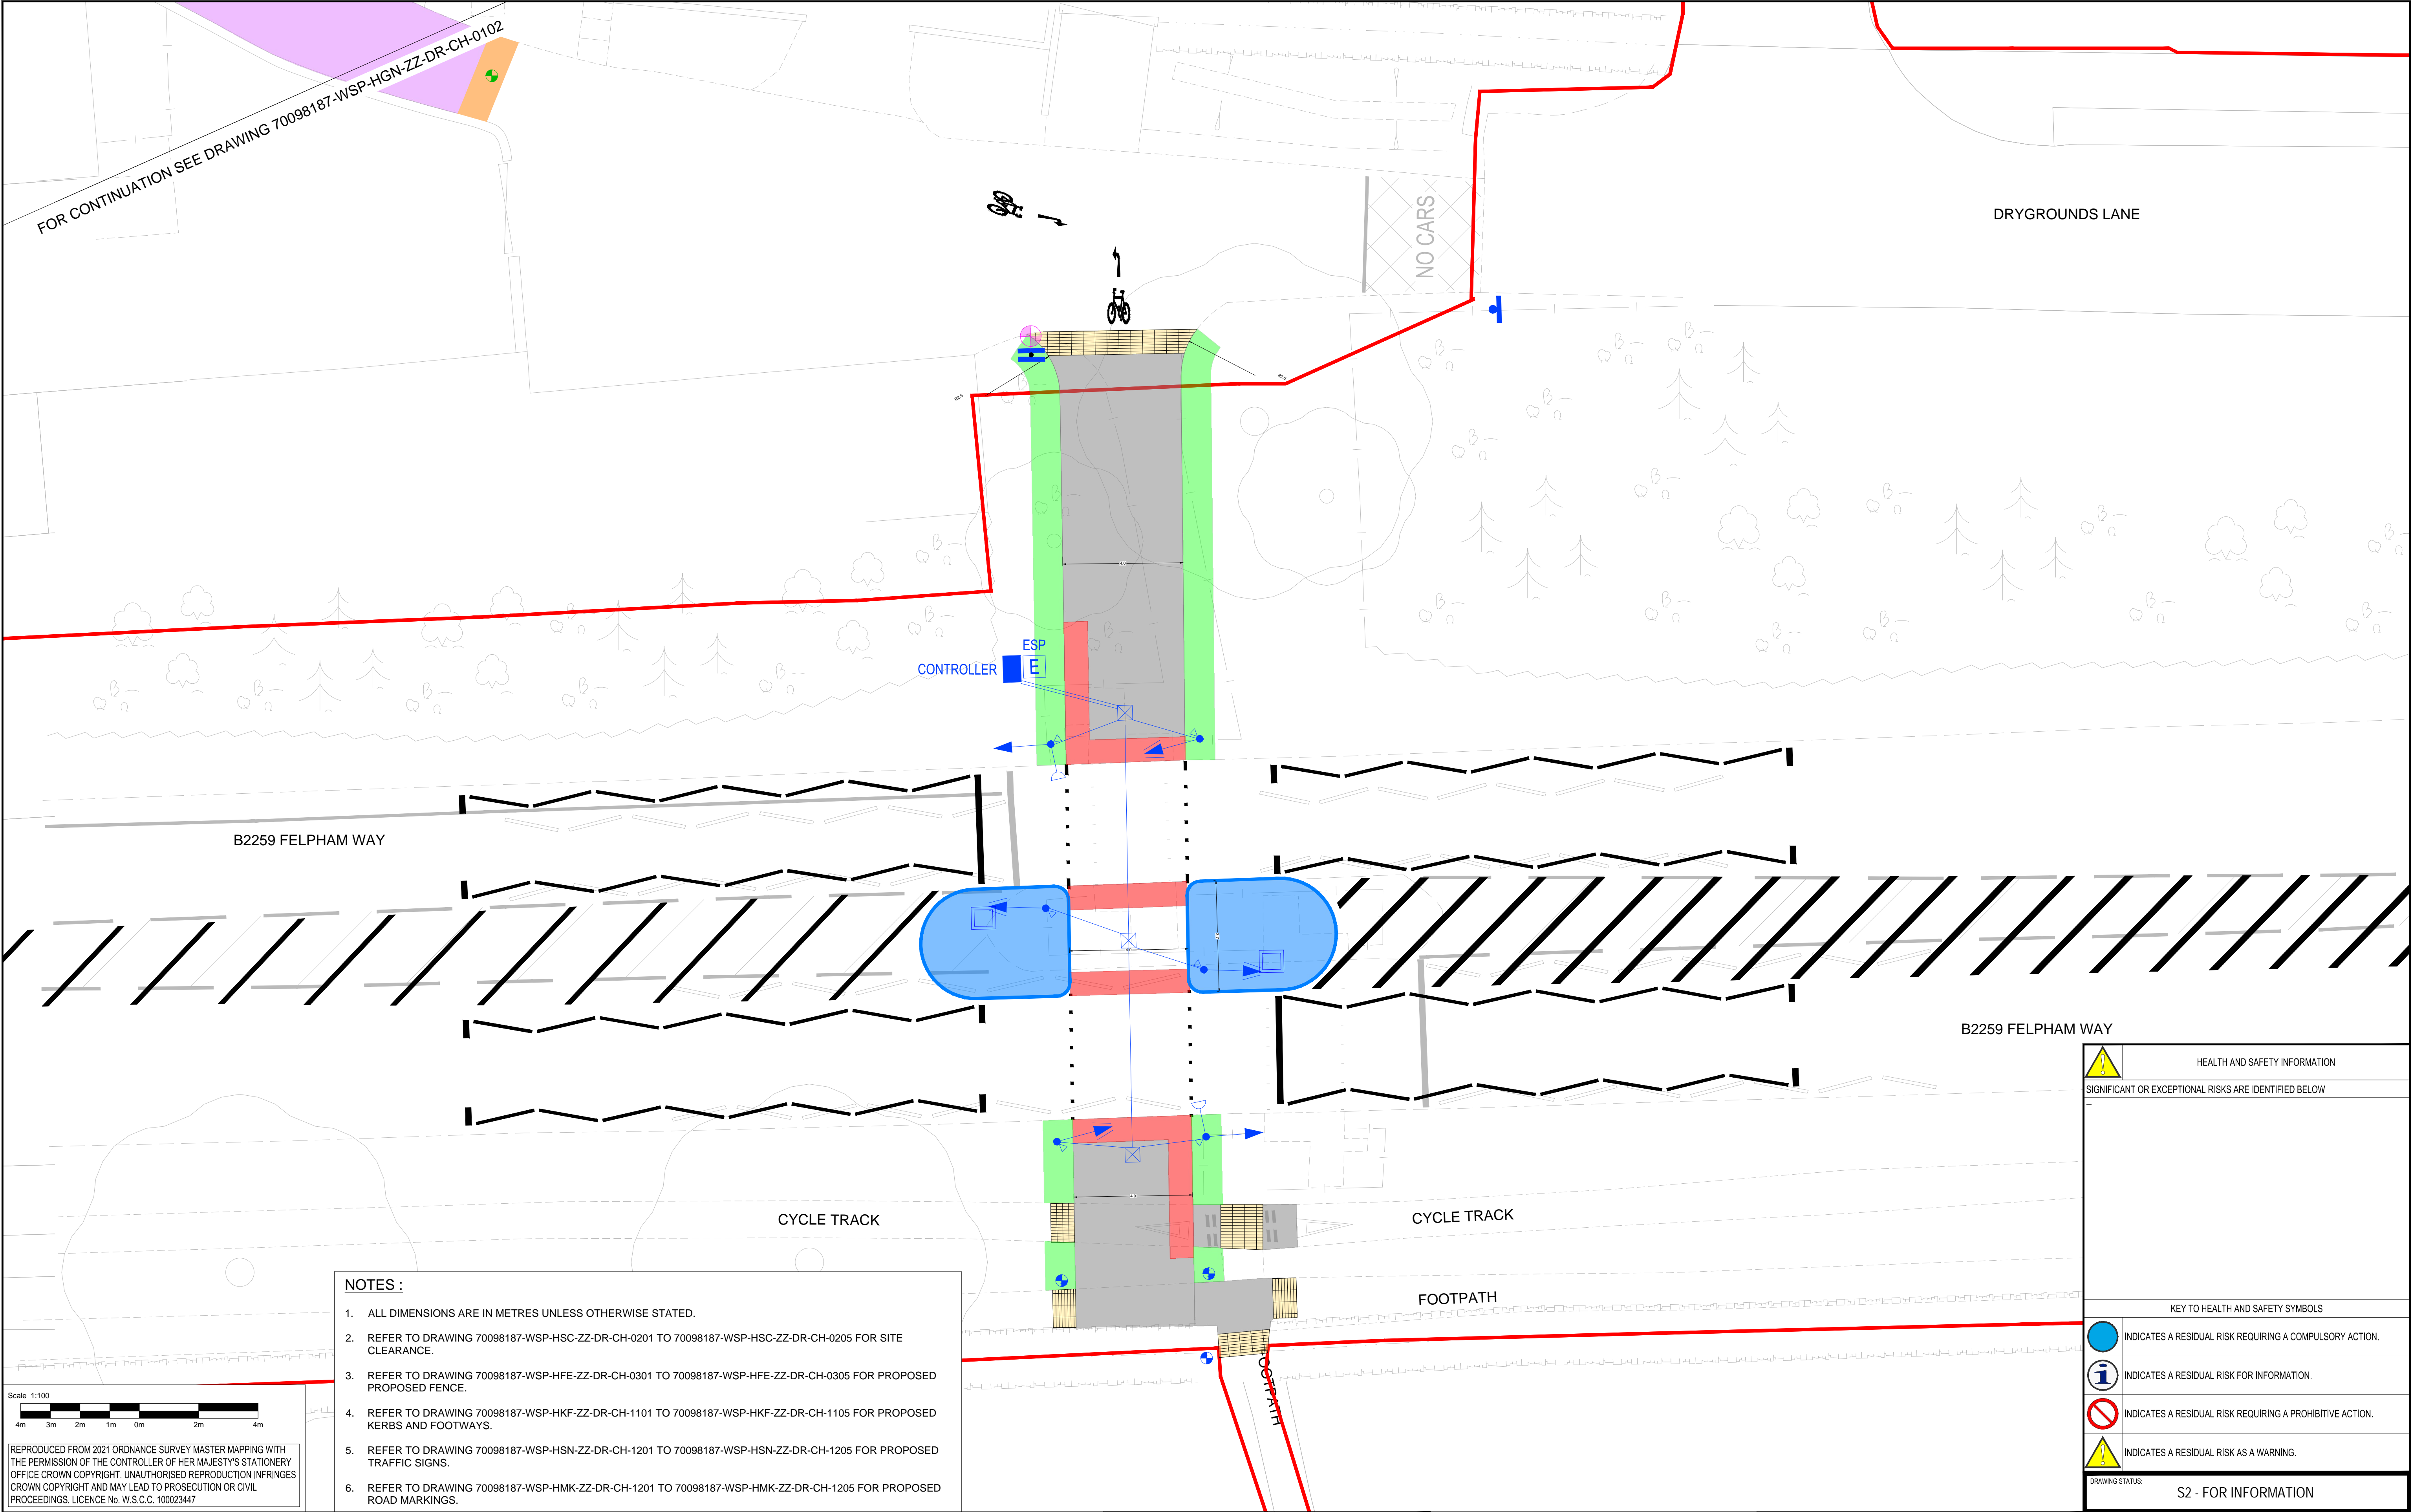 FOR CONTINUATION SEE DRAWING 70098187-WSP-HGN-ZZ-DR-CH-0102
NO CARS
DRYGROUNDS LANE
R2.5
R2.5
4.0
ESP
CONTROLLER
E
B2259 FELPHAM WAY
4.0
B2259 FELPHAM WAY
4.0
CYCLE TRACK
CYCLE TRACK
FOOTPATH
FOOTPATH
NOTES :
1. ALL DIMENSIONS ARE IN METRES UNLESS OTHERWISE STATED.
2. REFER TO DRAWING 70098187-WSP-HSC-ZZ-DR-CH-0201 TO 70098187-WSP-HSC-ZZ-DR-CH-0205 FOR SITE
CLEARANCE.
3. REFER TO DRAWING 70098187-WSP-HFE-ZZ-DR-CH-0301 TO 70098187-WSP-HFE-ZZ-DR-CH-0305 FOR PROPOSED
PROPOSED FENCE.
4. REFER TO DRAWING 70098187-WSP-HKF-ZZ-DR-CH-1101 TO 70098187-WSP-HKF-ZZ-DR-CH-1105 FOR PROPOSED
KERBS AND FOOTWAYS.
5. REFER TO DRAWING 70098187-WSP-HSN-ZZ-DR-CH-1201 TO 70098187-WSP-HSN-ZZ-DR-CH-1205 FOR PROPOSED
TRAFFIC SIGNS.
6. REFER TO DRAWING 70098187-WSP-HMK-ZZ-DR-CH-1201 TO 70098187-WSP-HMK-ZZ-DR-CH-1205 FOR PROPOSED
ROAD MARKINGS.
Scale 1:100
4m 3m 2m 1m 0m 2m 4m
REPRODUCED FROM 2021 ORDNANCE SURVEY MASTER MAPPING WITH
THE PERMISSION OF THE CONTROLLER OF HER MAJESTY'S STATIONERY
OFFICE CROWN COPYRIGHT. UNAUTHORISED REPRODUCTION INFRINGES
CROWN COPYRIGHT AND MAY LEAD TO PROSECUTION OR CIVIL
PROCEEDINGS. LICENCE No. W.S.C.C. 100023447
HEALTH AND SAFETY INFORMATION
SIGNIFICANT OR EXCEPTIONAL RISKS ARE IDENTIFIED BELOW
KEY TO HEALTH AND SAFETY SYMBOLS
INDICATES A RESIDUAL RISK REQUIRING A COMPULSORY ACTION.
INDICATES A RESIDUAL RISK FOR INFORMATION.
INDICATES A RESIDUAL RISK REQUIRING A PROHIBITIVE ACTION.
INDICATES A RESIDUAL RISK AS A WARNING.
DRAWING STATUS:
S2 - FOR INFORMATION